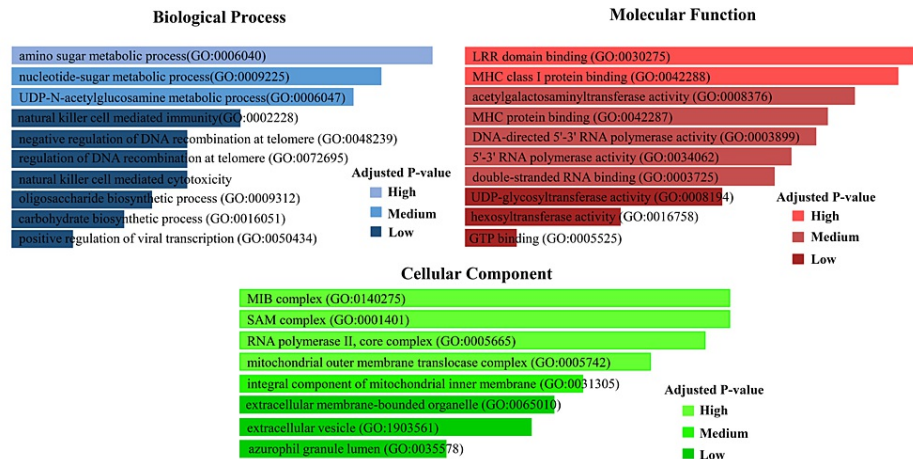 Biological Process
amino sugar metabolic process(GO:0006040)
nucleotide-sugar metabolic process(GO:0009225)
UDP-N-acetylglucosamine metabolic process(GO:0006047)
natural killer cell mediated immunity(GO:0002228)
negative regulation of DNA recombination at telomere (GO:0048239)
regulation of DNA recombination at telomere (GO:0072695)
natural killer cell mediated cytotoxicity
oligosaccharide biosynthetic process (GO:0009312)
carbohydrate biosynthetic process (GO:0016051)
positive regulation of viral transcription (GO:0050434)
Adjusted P-value
High
Medium
Low
Molecular Function
LRR domain binding (GO:0030275)
MHC class I protein binding (GO:0042288)
acetylgalactosaminyltransferase activity (GO:0008376)
MHC protein binding (GO:0042287)
DNA-directed 5'-3' RNA polymerase activity (GO:0003899)
5'-3' RNA polymerase activity (GO:0034062)
double-stranded RNA binding (GO:0003725)
UDP-glycosyltransferase activity (GO:0008194)
hexosyltransferase activity (GO:0016758)
GTP binding (GO:0005525)
Adjusted P-value
High
Medium
Low
Cellular Component
MIB complex (GO:0140275)
SAM complex (GO:0001401)
RNA polymerase II, core complex (GO:0005665)
mitochondrial outer membrane translocase complex (GO:0005742)
integral component of mitochondrial inner membrane (GO:0031305)
extracellular membrane-bounded organelle (GO:0065010)
extracellular vesicle (GO:1903561)
azurophil granule lumen (GO:0035578)
Adjusted P-value
High
Medium
Low